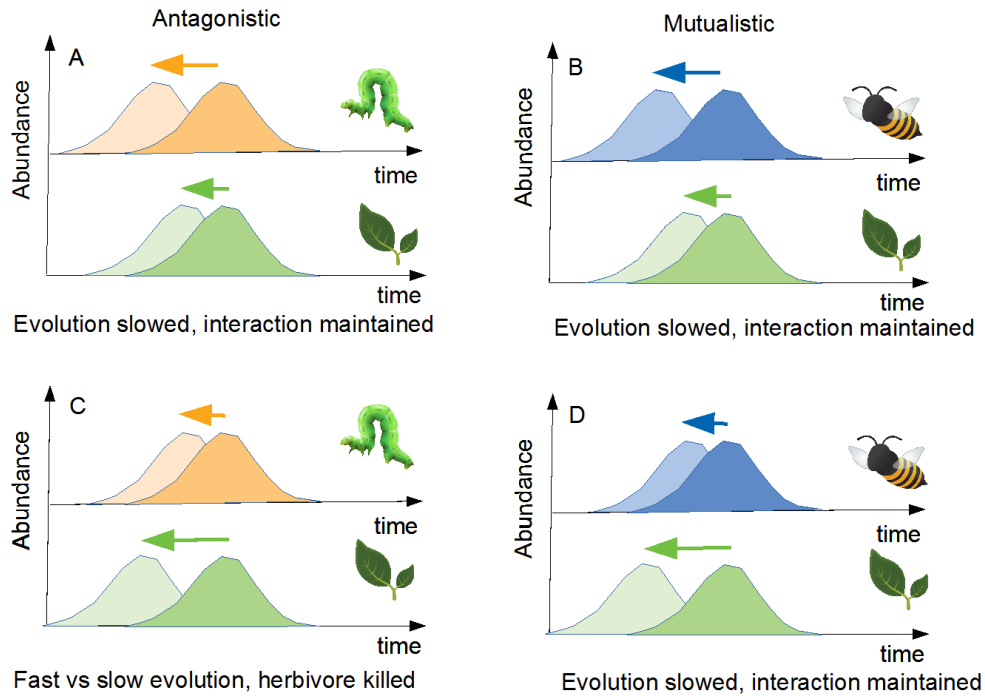 Antagonistic
Mutualistic
A
Abundance
time
time
Evolution slowed, interaction maintained
B
Abundance
time
time
Evolution slowed, interaction maintained
C
Abundance
time
time
Fast vs slow evolution, herbivore killed
D
Abundance
time
time
Evolution slowed, interaction maintained